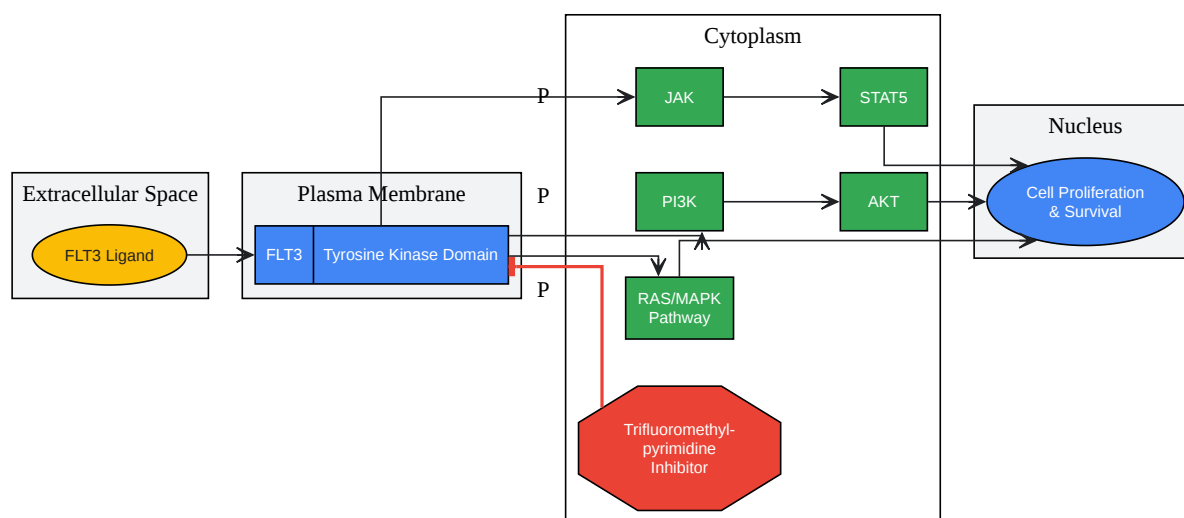 Cytoplasm
P
JAK
STAT5
Nucleus
Extracellular Space
Plasma Membrane
P
PI3K
AKT
Cell Proliferation
& Survival
FLT3 Ligand
FLT3
Tyrosine Kinase Domain
P
RAS/MAPK
Pathway
Trifluoromethyl-
pyrimidine
Inhibitor